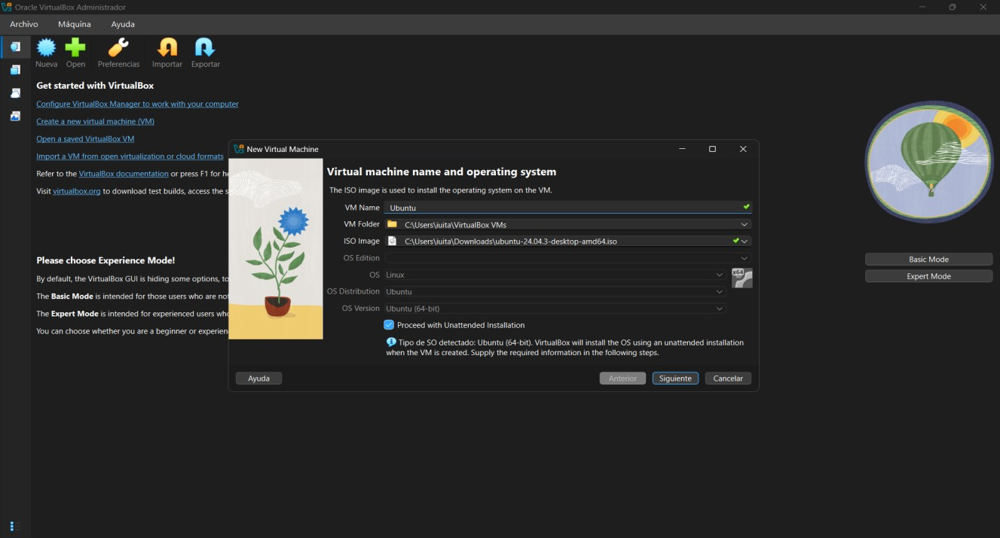 Oracle VirtualBox Administrador
Archivo Máquina Ayuda
Nueva Open Preferencias Importar Exportar
Get started with VirtualBox
Configure VirtualBox Manager to work with your computer
Create a new virtual machine (VM)
Open a saved VirtualBox VM
Import a VM from open virtualization or cloud formats
Refer to the VirtualBox documentation or press F1 for he
Visit virtualbox.org to download test builds, access the s
Please choose Experience Mode!
By default, the VirtualBox GUI is hiding some options, to
The Basic Mode is intended for those users who are not
The Expert Mode is intended for experienced users who
You can choose whether you are a beginner or experien
New Virtual Machine
Virtual machine name and operating system
The ISO image is used to install the operating system on the VM.
VM Name Ubuntu
VM Folder C:\Users\iuita\VirtualBox VMs
ISO Image C:\Users\iuita\Downloads\ubuntu-24.04.3-desktop-amd64.iso
OS Edition
OS Linux
x64
OS Distribution Ubuntu
OS Version Ubuntu (64-bit)
Proceed with Unattended Installation
Tipo de SO detectado: Ubuntu (64-bit). VirtualBox will install the OS using an unattended installation
when the VM is created. Supply the required information in the following steps.
Ayuda Anterior Siguiente Cancelar
Basic Mode
Expert Mode